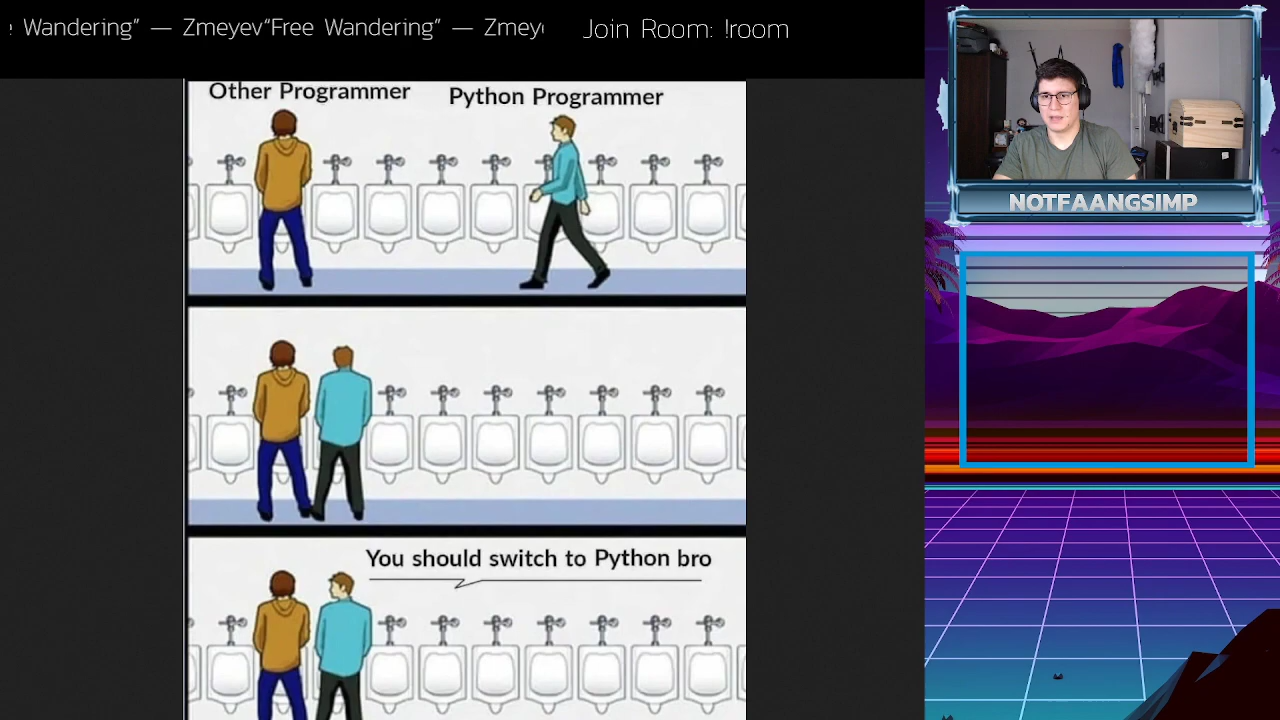 Wandering” — Zmeyev“Free Wandering” — Zmey
Join Room: !room
Other Programmer
Python Programmer
You should switch to Python bro
NOTFAANGSIMP